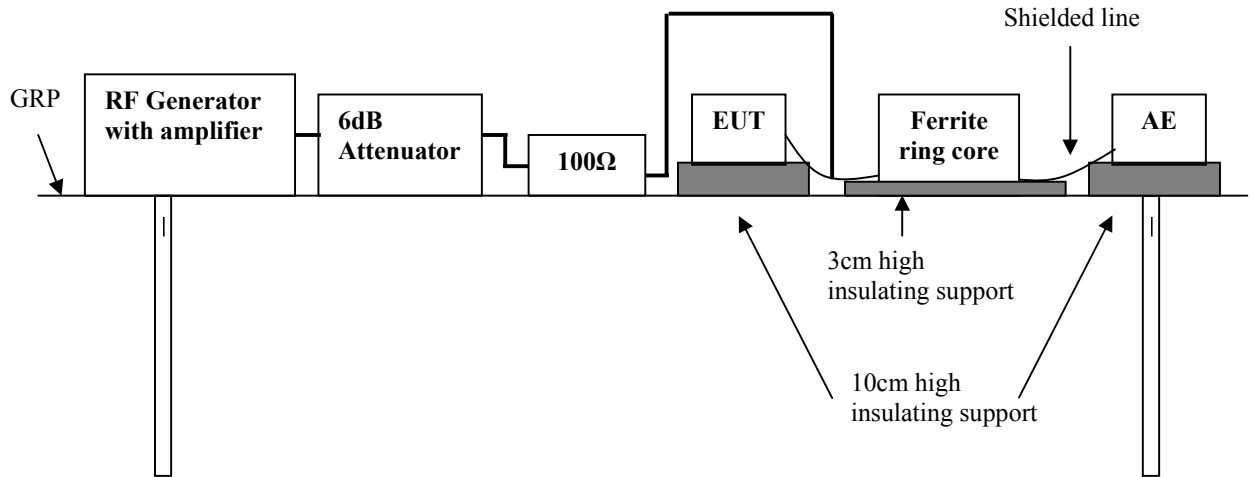 Shielded line
GRP
RF Generator
with amplifier
6dB
Attenuator
100Ω
EUT
Ferrite
ring core
AE
3cm high
insulating support
10cm high
insulating support